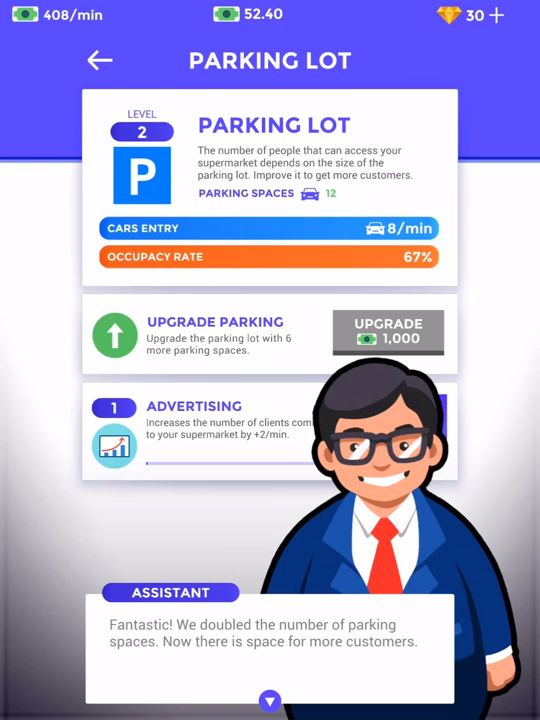 408/min
52.40
30 +
PARKING LOT
LEVEL
2
P
PARKING LOT
The number of people that can access your
supermarket depends on the size of the
parking lot. Improve it to get more customers.
PARKING SPACES 12
CARS ENTRY 8/min
OCCUPACY RATE 67%
UPGRADE PARKING
Upgrade the parking lot with 6
more parking spaces.
UPGRADE
1,000
1
ADVERTISING
Increases the number of clients com
to your supermarket by +2/min.
ASSISTANT
Fantastic! We doubled the number of parking
spaces. Now there is space for more customers.